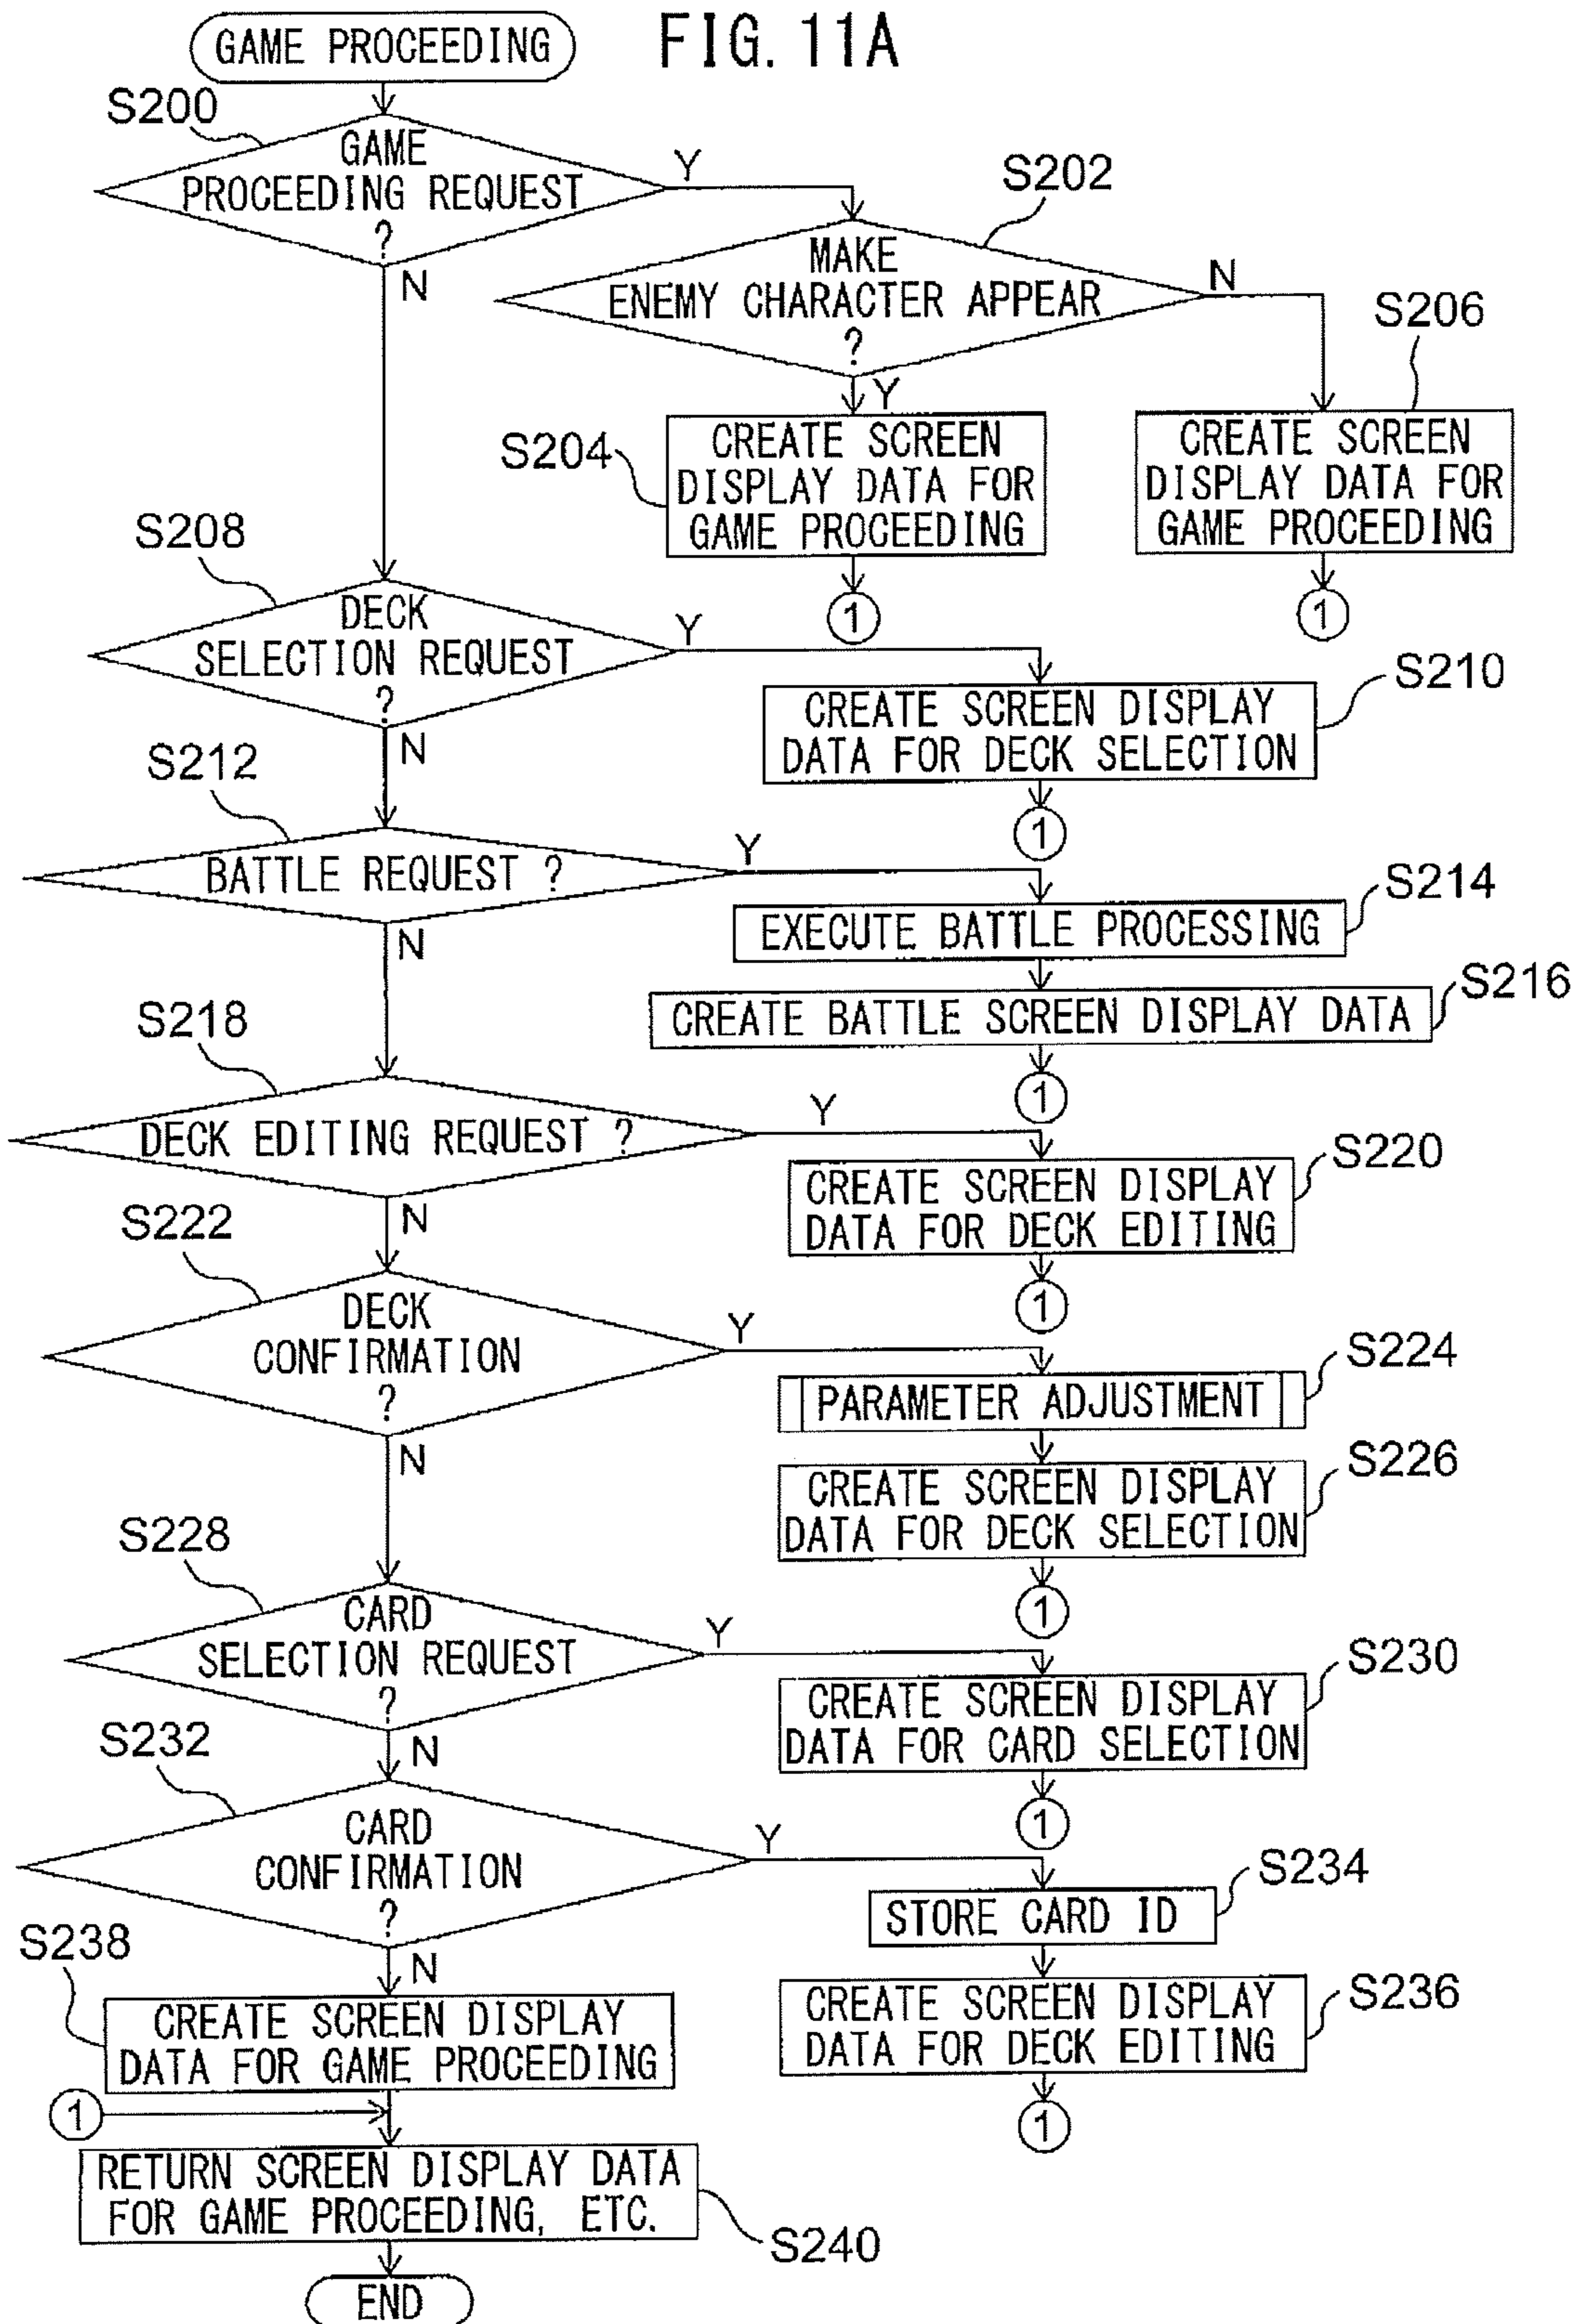 GAME PROCEEDING
FIG. 11A
S200
GAME
PROCEEDING REQUEST
?
Y
N
S202
MAKE
ENEMY CHARACTER APPEAR
?
N
Y
S206
S204
CREATE SCREEN
DISPLAY DATA FOR
GAME PROCEEDING
1
CREATE SCREEN
DISPLAY DATA FOR
GAME PROCEEDING
1
S208
DECK
SELECTION REQUEST
?
Y
N
S210
CREATE SCREEN DISPLAY
DATA FOR DECK SELECTION
1
S212
BATTLE REQUEST ?
Y
N
S214
EXECUTE BATTLE PROCESSING
S216
CREATE BATTLE SCREEN DISPLAY DATA
1
S218
DECK EDITING REQUEST ?
Y
N
S220
CREATE SCREEN DISPLAY
DATA FOR DECK EDITING
1
S222
DECK
CONFIRMATION
?
Y
N
S224
PARAMETER ADJUSTMENT
S226
CREATE SCREEN DISPLAY
DATA FOR DECK SELECTION
1
S228
CARD
SELECTION REQUEST
?
Y
N
S230
CREATE SCREEN DISPLAY
DATA FOR CARD SELECTION
1
S232
CARD
CONFIRMATION
?
Y
N
S234
STORE CARD ID
S236
CREATE SCREEN DISPLAY
DATA FOR DECK EDITING
1
S238
CREATE SCREEN DISPLAY
DATA FOR GAME PROCEEDING
1
RETURN SCREEN DISPLAY DATA
FOR GAME PROCEEDING, ETC.
S240
END